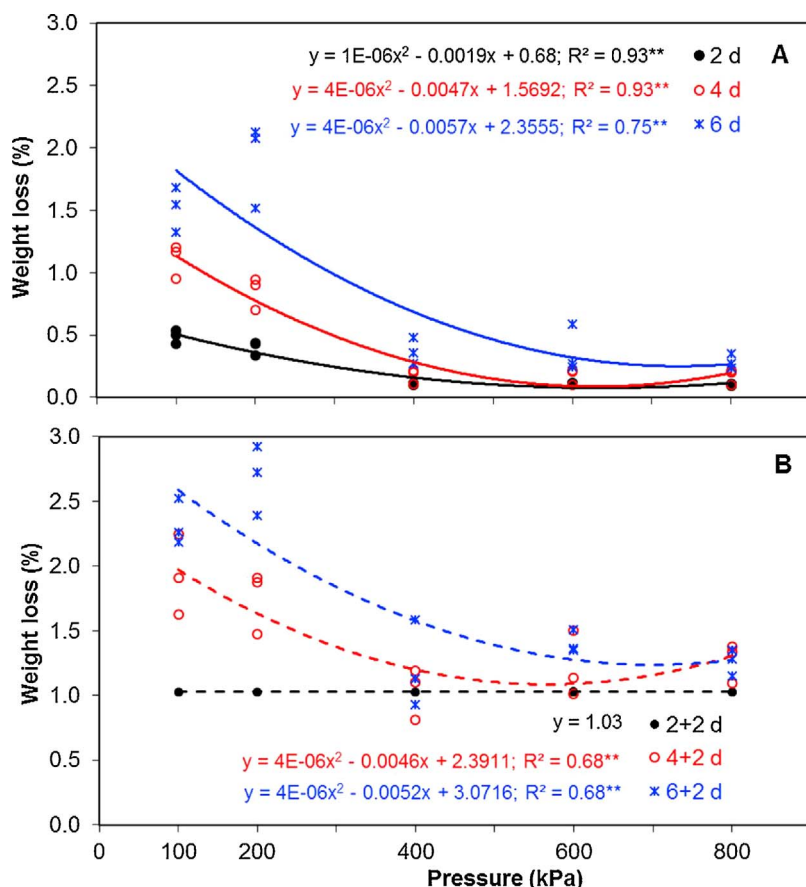 3.0
y = 1E-06x² - 0.0019x + 0.68; R² = 0.93** 2 d A
y = 4E-06x² - 0.0047x + 1.5692; R² = 0.93** 4 d
2.5
y = 4E-06x² - 0.0057x + 2.3555; R² = 0.75** 6 d
2.0
1.5
1.0
0.5
0.0
Weight loss (%)
3.0
B
2.5
2.0
1.5
1.0
y = 1.03 2+2 d
y = 4E-06x² - 0.0046x + 2.3911; R² = 0.68** 4+2 d
0.5
y = 4E-06x² - 0.0052x + 3.0716; R² = 0.68** 6+2 d
0.0
Weight loss (%)
0 100 200 400 600 800
Pressure (kPa)